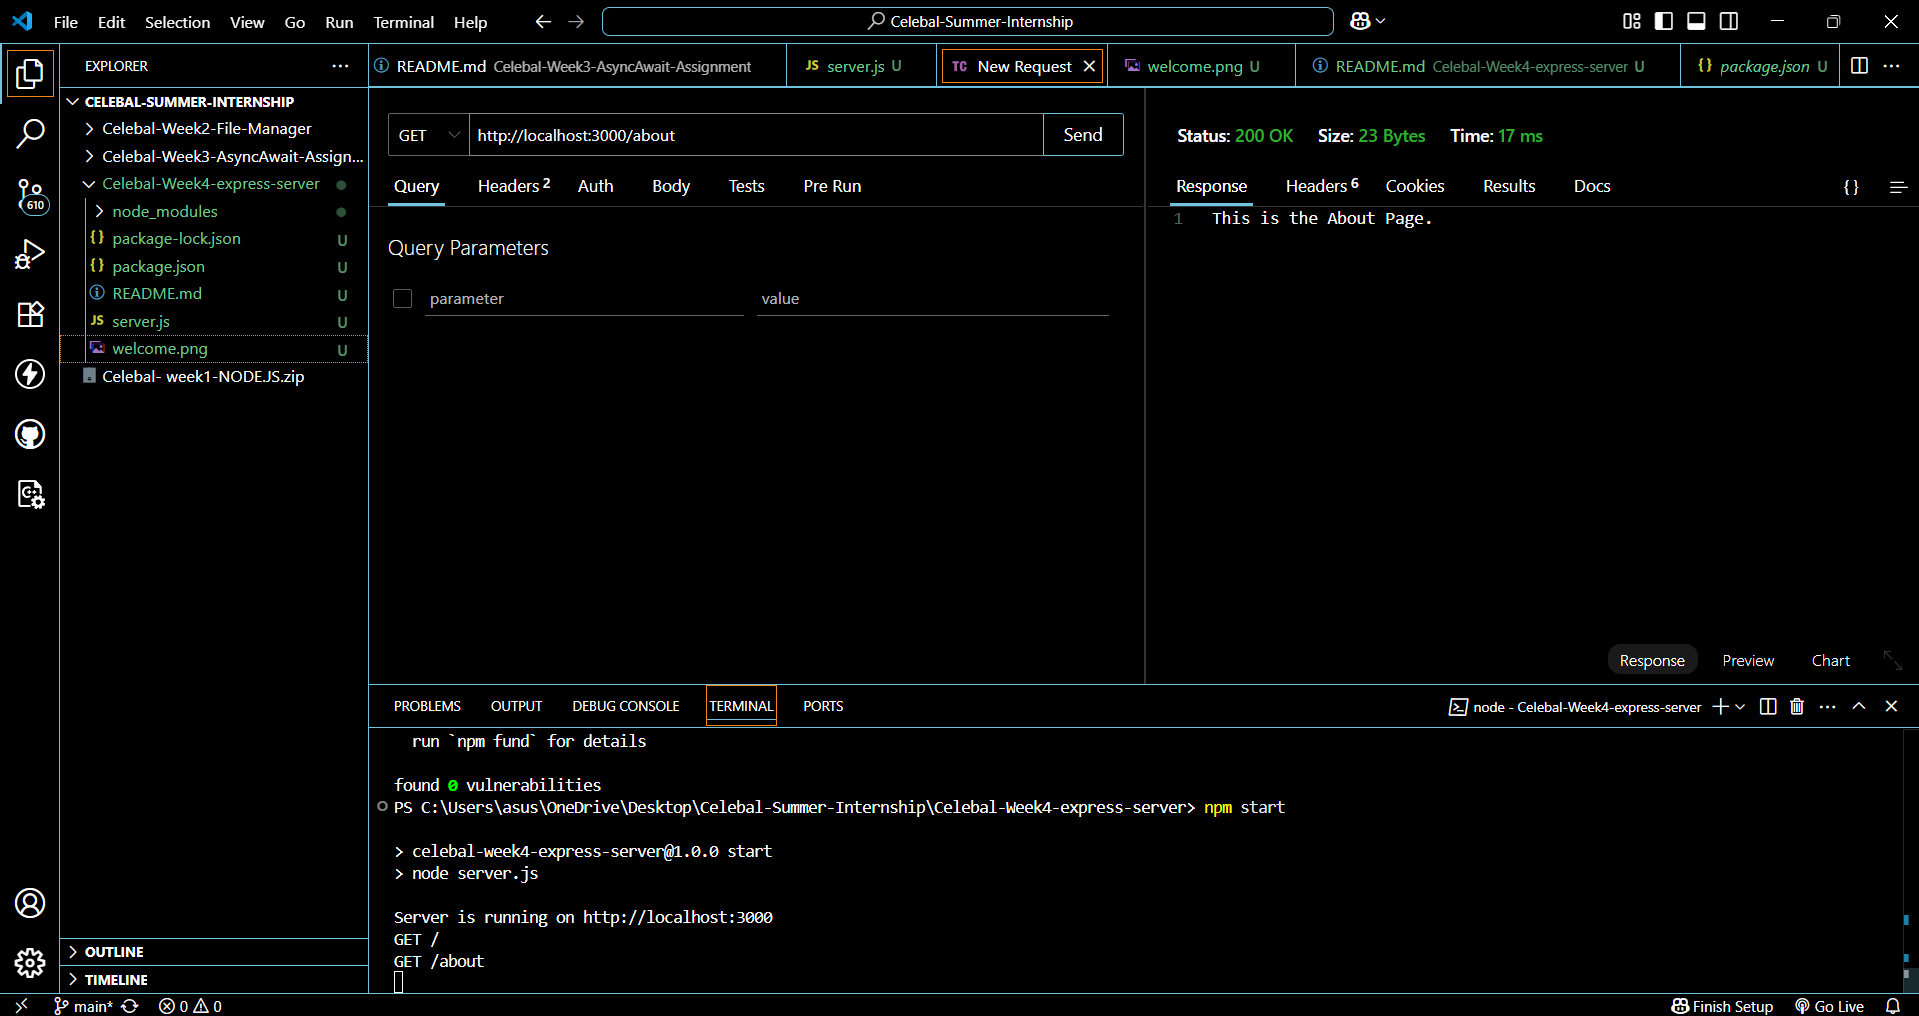 File Edit Selection View Go Run Terminal Help
Celebal-Summer-Internship
EXPLORER
README.md Celebal-Week3-AsyncAwait-Assignment
JS server.js U
TC New Request
welcome.png U
README.md Celebal-Week4-express-server U
{} package.json U
CELEBAL-SUMMER-INTERNSHIP
Celebal-Week2-File-Manager
Celebal-Week3-AsyncAwait-Assign...
Celebal-Week4-express-server
node_modules
{} package-lock.json U
{} package.json U
README.md U
JS server.js U
welcome.png U
Celebal- week1-NODEJS.zip
610
OUTLINE
TIMELINE
GET http://localhost:3000/about Send
Query Headers 2 Auth Body Tests Pre Run
Query Parameters
parameter value
Status: 200 OK Size: 23 Bytes Time: 17 ms
Response Headers 6 Cookies Results Docs {}
1 This is the About Page.
Response Preview Chart
PROBLEMS OUTPUT DEBUG CONSOLE TERMINAL PORTS
node - Celebal-Week4-express-server
run `npm fund` for details
found 0 vulnerabilities
PS C:\Users\asus\OneDrive\Desktop\Celebal-Summer-Internship\Celebal-Week4-express-server> npm start
> celebal-week4-express-server@1.0.0 start
> node server.js
Server is running on http://localhost:3000
GET /
GET /about
main* 0 0
Finish Setup Go Live